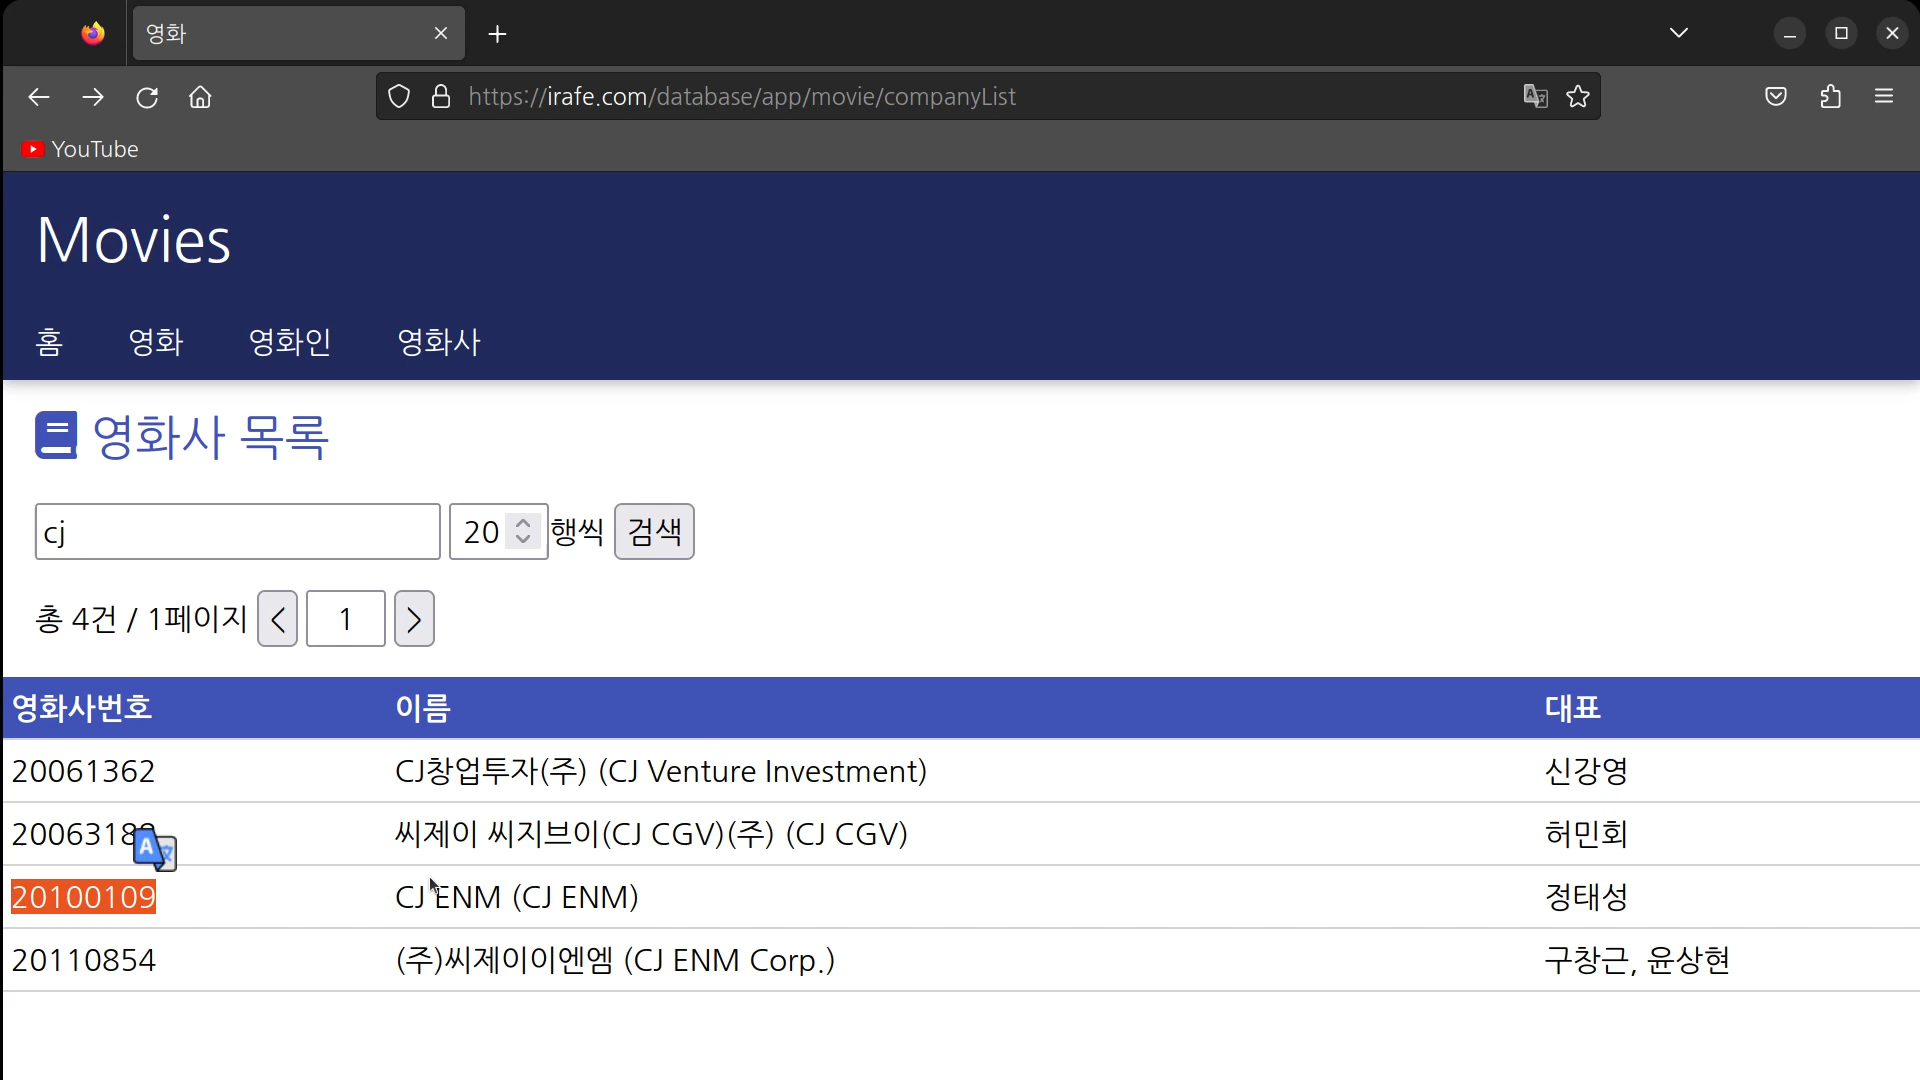 영화
https://irafe.com/database/app/movie/companyList
YouTube
Movies
홈 영화 영화인 영화사
영화사 목록
cj 20 행씩 검색
총 4건 / 1페이지 < 1 >
영화사번호 이름 대표
20061362 CJ창업투자(주) (CJ Venture Investment) 신강영
씨제이 씨지브이(CJ CGV)(주) (CJ CGV) 허민회
20100109 CJ ENM (CJ ENM) 정태성
20110854 (주)씨제이이엔엠 (CJ ENM Corp.) 구창근, 윤상현